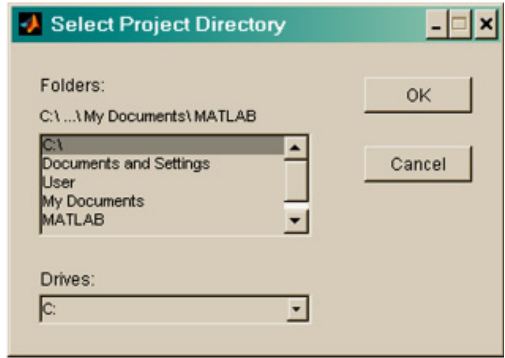 Select Project Directory
Folders:
C:\ ...\ My Documents\ MATLAB
OK
C:\
Documents and Settings
User
My Documents
MATLAB
Cancel
Drives:
C: